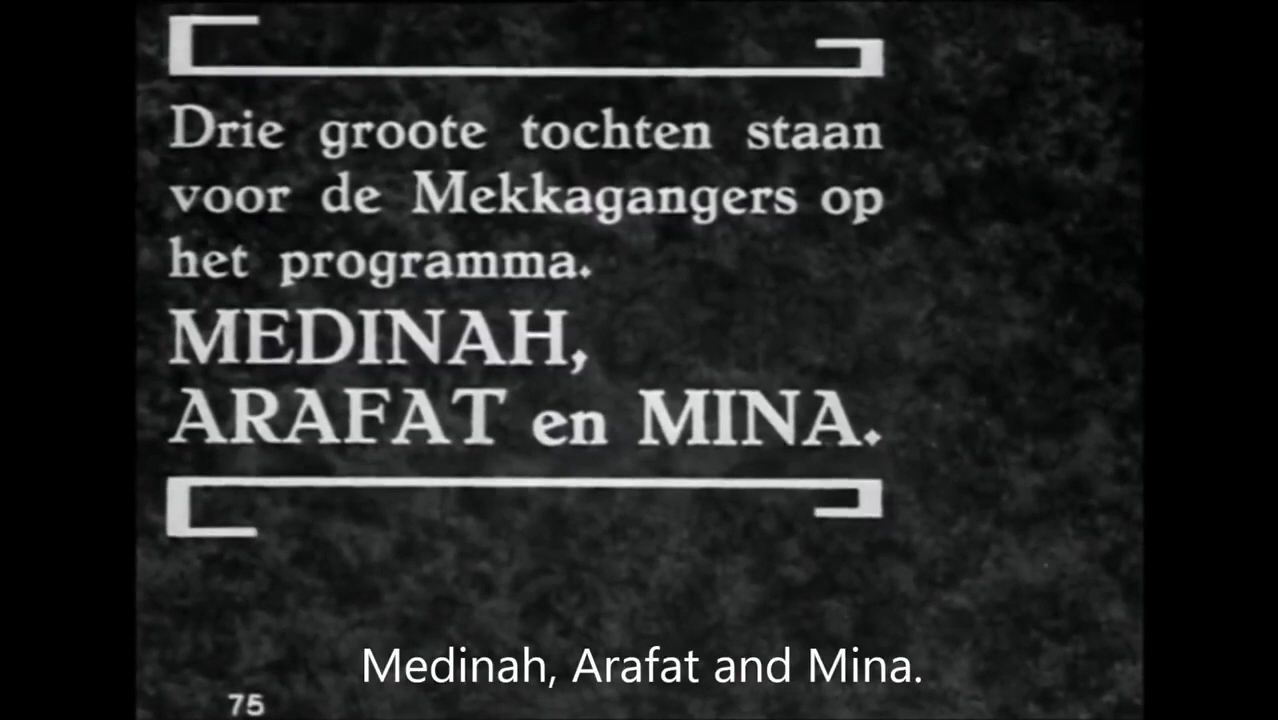 Drie groote tochten staan
voor de Mekkagangers op
het programma.
MEDINAH,
ARAFAT en MINA.
Medinah, Arafat and Mina.
75